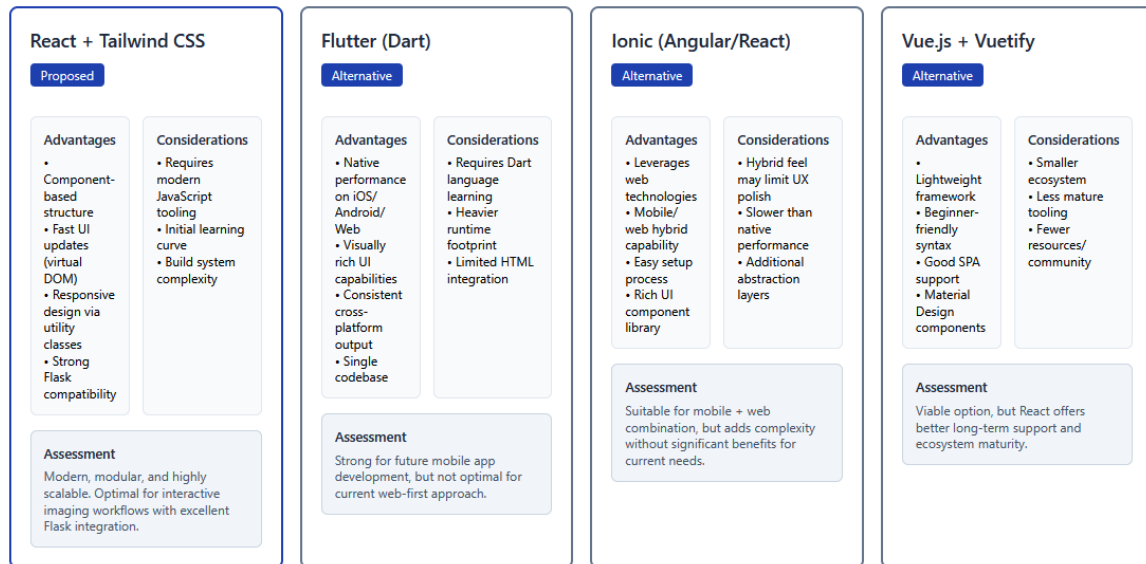 React + Tailwind CSS
Proposed
Advantages
•
Component-
based
structure
• Fast UI
updates
(virtual
DOM)
• Responsive
design via
utility
classes
• Strong
Flask
compatibility
Considerations
• Requires
modern
JavaScript
tooling
• Initial learning
curve
• Build system
complexity
Assessment
Modern, modular, and highly
scalable. Optimal for interactive
imaging workflows with excellent
Flask integration.
Flutter (Dart)
Alternative
Advantages
• Native
performance
on iOS/
Android/
Web
• Visually
rich UI
capabilities
• Consistent
cross-
platform
output
• Single
codebase
Considerations
• Requires Dart
language
learning
• Heavier
runtime
footprint
• Limited HTML
integration
Assessment
Strong for future mobile app
development, but not optimal for
current web-first approach.
Ionic (Angular/React)
Alternative
Advantages
• Leverages
web
technologies
• Mobile/
web hybrid
capability
• Easy setup
process
• Rich UI
component
library
Considerations
• Hybrid feel
may limit UX
polish
• Slower than
native
performance
• Additional
abstraction
layers
Assessment
Suitable for mobile + web
combination, but adds complexity
without significant benefits for
current needs.
Vue.js + Vuetify
Alternative
Advantages
•
Lightweight
framework
• Beginner-
friendly
syntax
• Good SPA
support
• Material
Design
components
Considerations
• Smaller
ecosystem
• Less mature
tooling
• Fewer
resources/
community
Assessment
Viable option, but React offers
better long-term support and
ecosystem maturity.